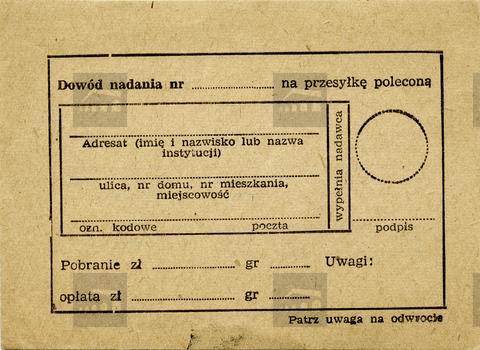 Dowód nadania nr .................... na przesyłkę poleconą
Adresat (imię i nazwisko lub nazwa
instytucji)
ulica, nr domu, nr mieszkania,
miejscowość
ozn. kodowe poczta
wypełnia nadawca
podpis
Pobranie zł .................... gr .......... Uwagi:
opłata zł .................... gr ..........
Patrz uwaga na odwrocie